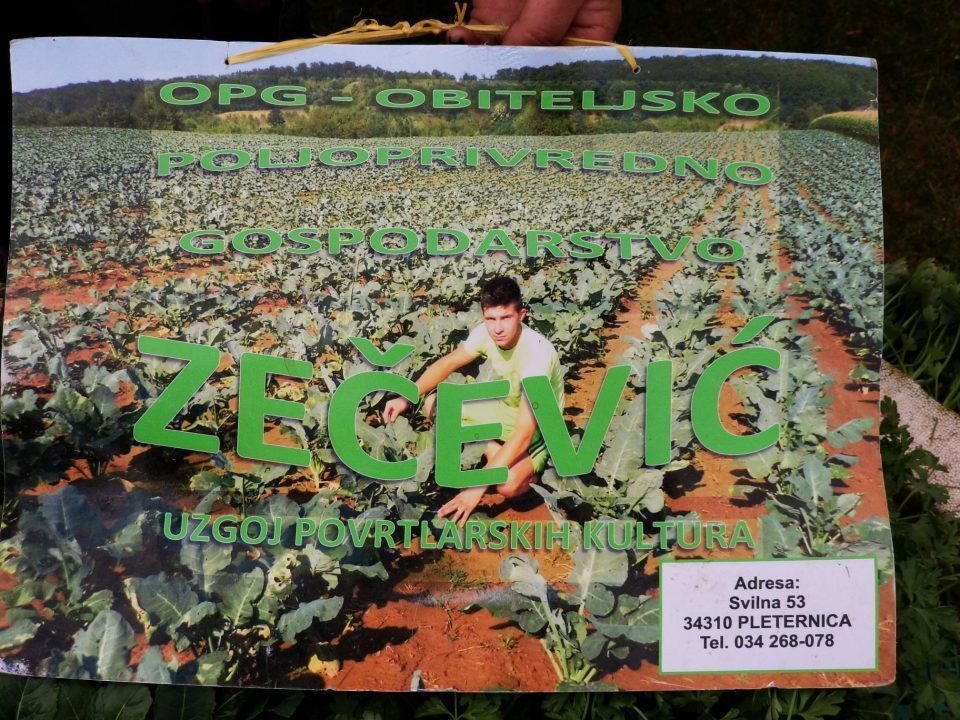 OPG - OBITELJSKO
POLJOPRIVREDNO
GOSPODARSTVO
ZEČEVIĆ
UZGOJ POVRTLARSKIH KULTURA
Adresa:
Svilna 53
34310 PLETERNICA
Tel. 034 268-078